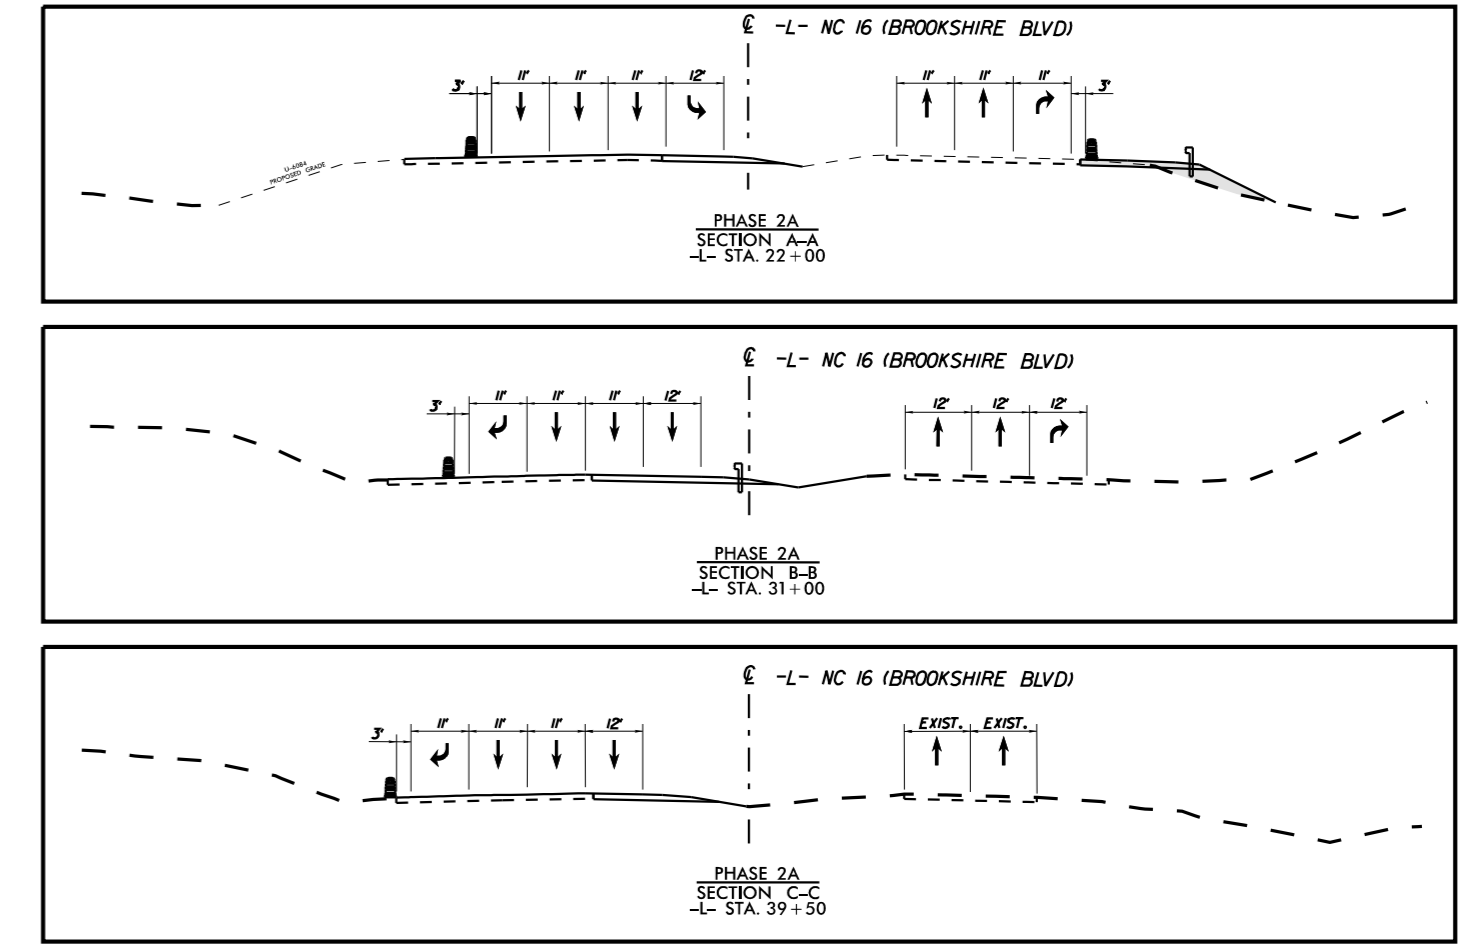 ℄ -L- NC 16 (BROOKSHIRE BLVD)
3' 11' 11' 11' 12' 11' 11' 11' 3'
U-6084
PROPOSED GRADE
PHASE 2A
SECTION A-A
-L- STA. 22+00
℄ -L- NC 16 (BROOKSHIRE BLVD)
3' 11' 11' 11' 12' 12' 12' 12'
PHASE 2A
SECTION B-B
-L- STA. 31+00
℄ -L- NC 16 (BROOKSHIRE BLVD)
3' 11' 11' 11' 12' EXIST. EXIST.
PHASE 2A
SECTION C-C
-L- STA. 39+50